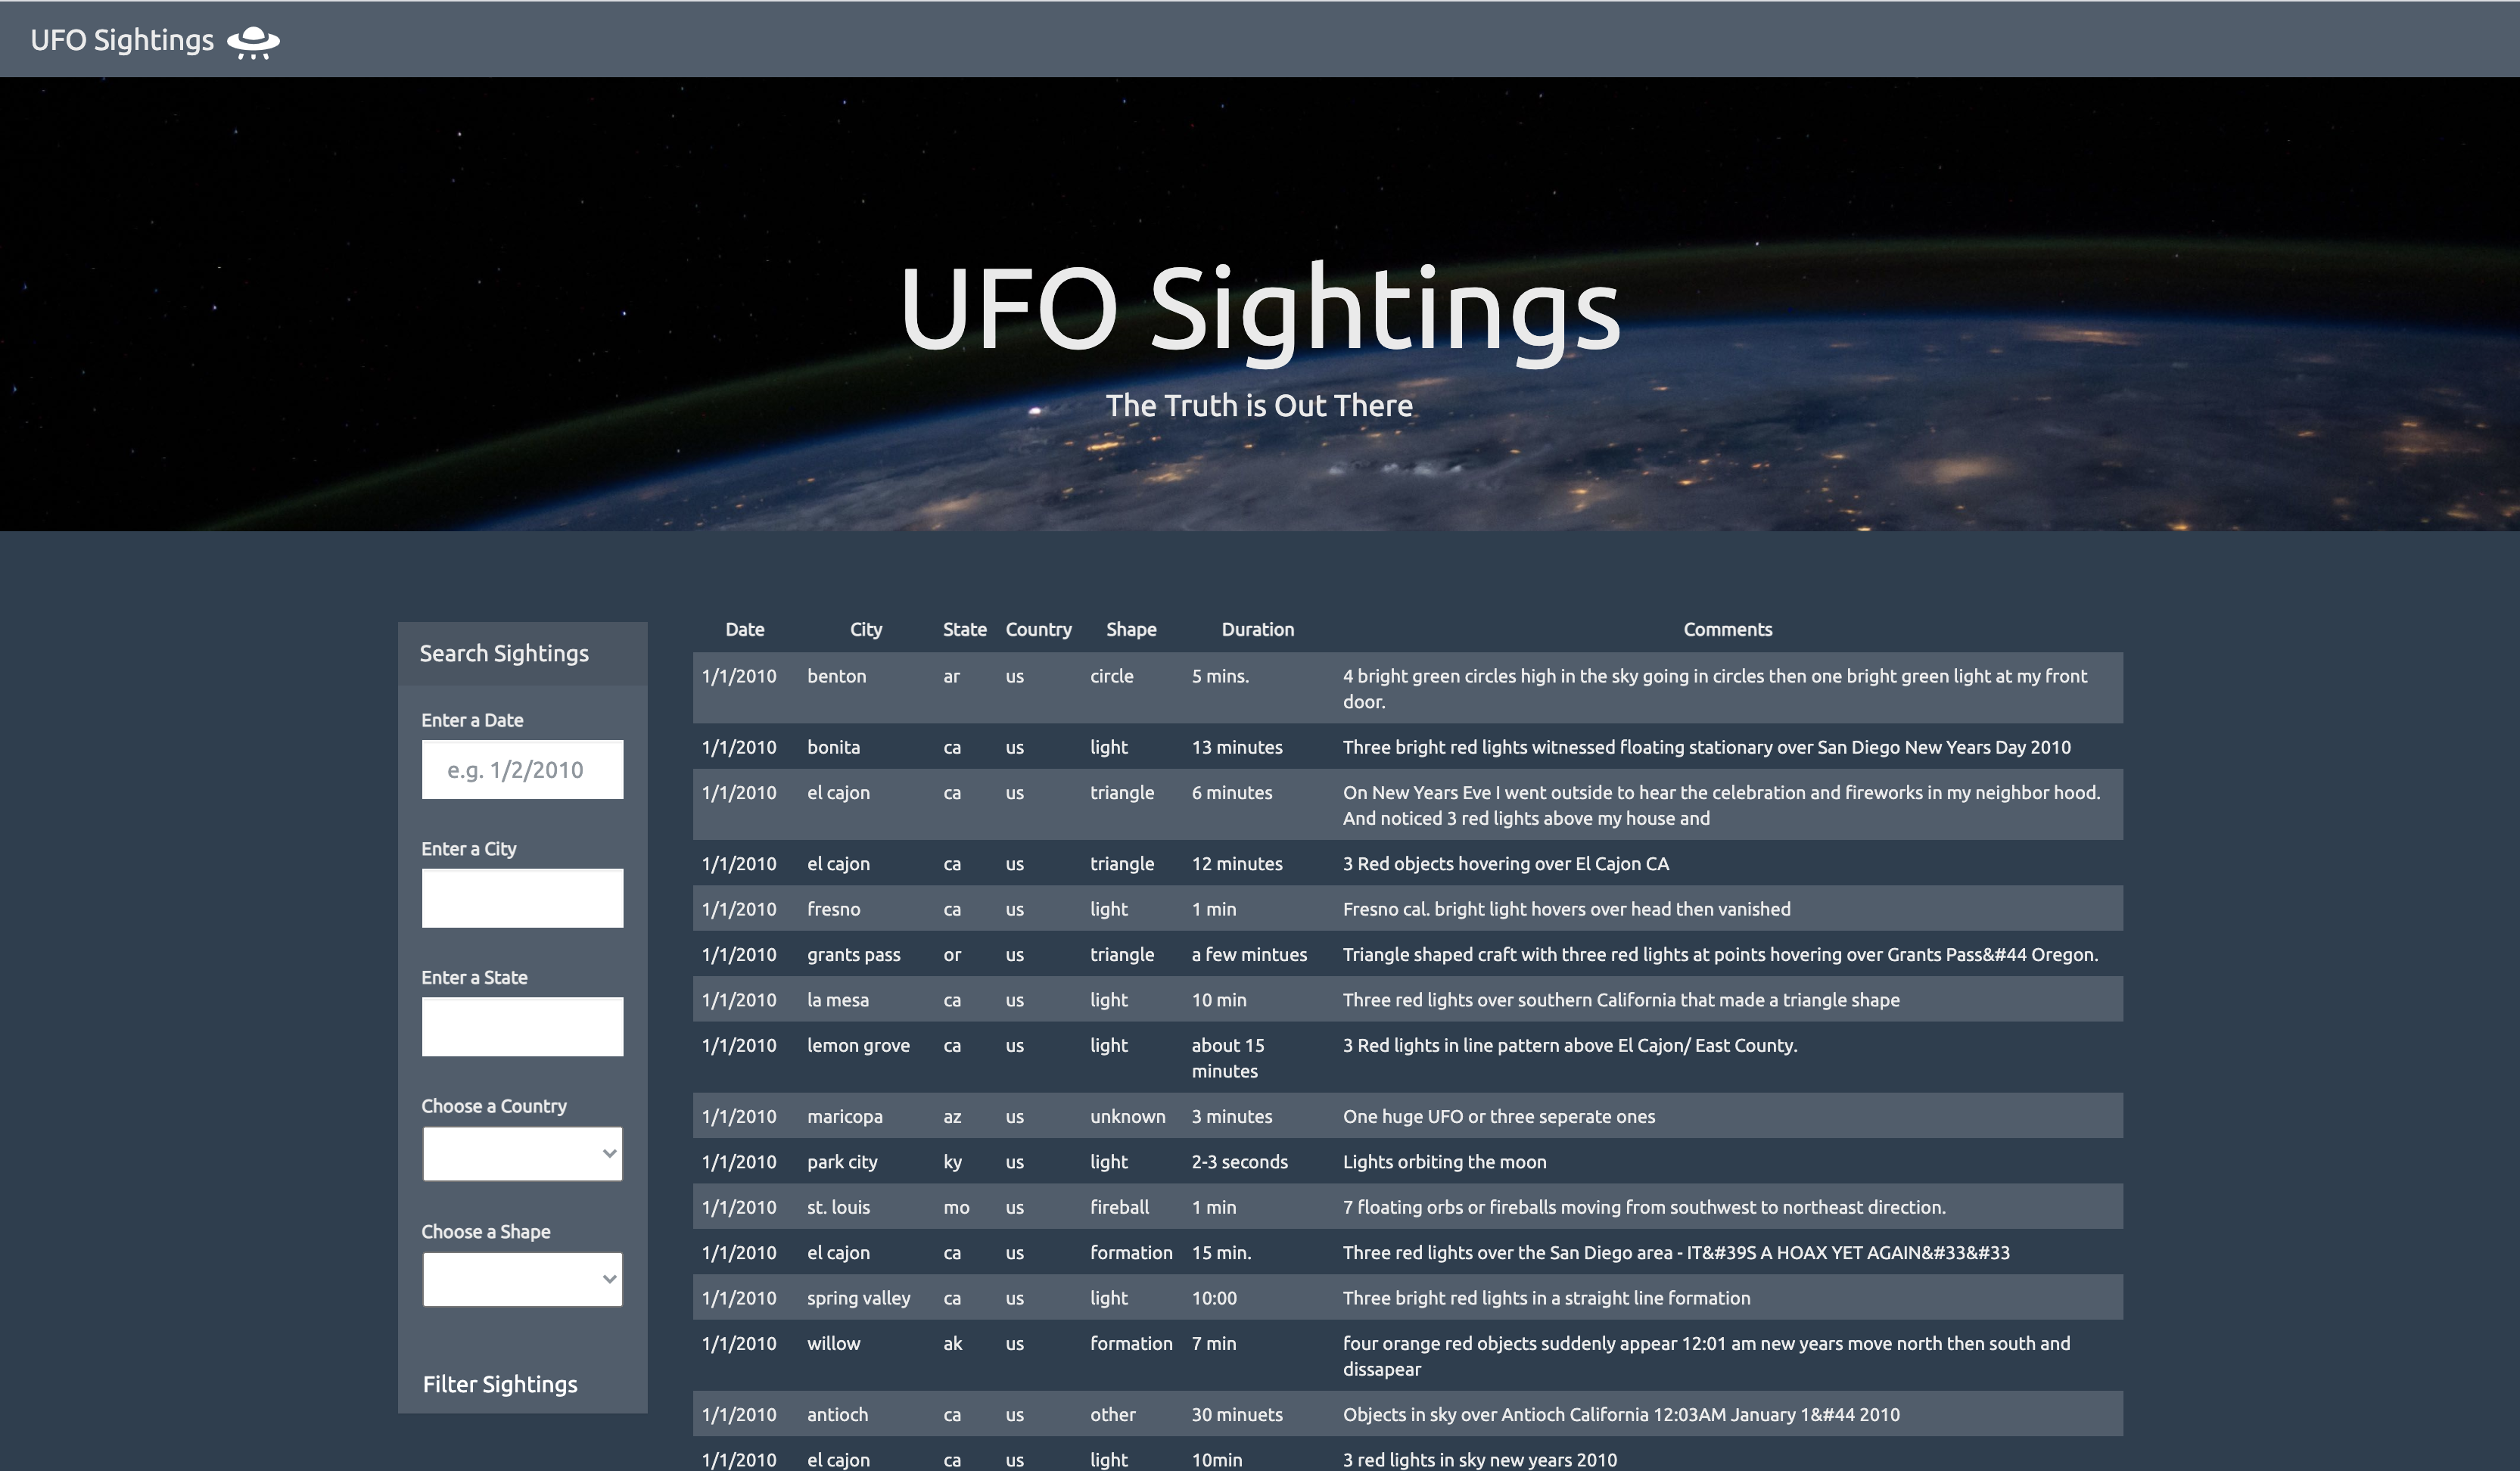 UFO Sightings
UFO Sightings
The Truth is Out There
Search Sightings
Enter a Date
e.g. 1/2/2010
Enter a City
Enter a State
Choose a Country
Choose a Shape
Filter Sightings
Date City State Country Shape Duration Comments
1/1/2010 benton ar us circle 5 mins. 4 bright green circles high in the sky going in circles then one bright green light at my front
door.
1/1/2010 bonita ca us light 13 minutes Three bright red lights witnessed floating stationary over San Diego New Years Day 2010
1/1/2010 el cajon ca us triangle 6 minutes On New Years Eve I went outside to hear the celebration and fireworks in my neighbor hood.
And noticed 3 red lights above my house and
1/1/2010 el cajon ca us triangle 12 minutes 3 Red objects hovering over El Cajon CA
1/1/2010 fresno ca us light 1 min Fresno cal. bright light hovers over head then vanished
1/1/2010 grants pass or us triangle a few mintues Triangle shaped craft with three red lights at points hovering over Grants Pass&#44 Oregon.
1/1/2010 la mesa ca us light 10 min Three red lights over southern California that made a triangle shape
1/1/2010 lemon grove ca us light about 15 3 Red lights in line pattern above El Cajon/ East County.
minutes
1/1/2010 maricopa az us unknown 3 minutes One huge UFO or three seperate ones
1/1/2010 park city ky us light 2-3 seconds Lights orbiting the moon
1/1/2010 st. louis mo us fireball 1 min 7 floating orbs or fireballs moving from southwest to northeast direction.
1/1/2010 el cajon ca us formation 15 min. Three red lights over the San Diego area - IT&#39S A HOAX YET AGAIN&#33&#33
1/1/2010 spring valley ca us light 10:00 Three bright red lights in a straight line formation
1/1/2010 willow ak us formation 7 min four orange red objects suddenly appear 12:01 am new years move north then south and
dissapear
1/1/2010 antioch ca us other 30 minuets Objects in sky over Antioch California 12:03AM January 1&#44 2010
1/1/2010 el cajon ca us light 10min 3 red lights in sky new years 2010